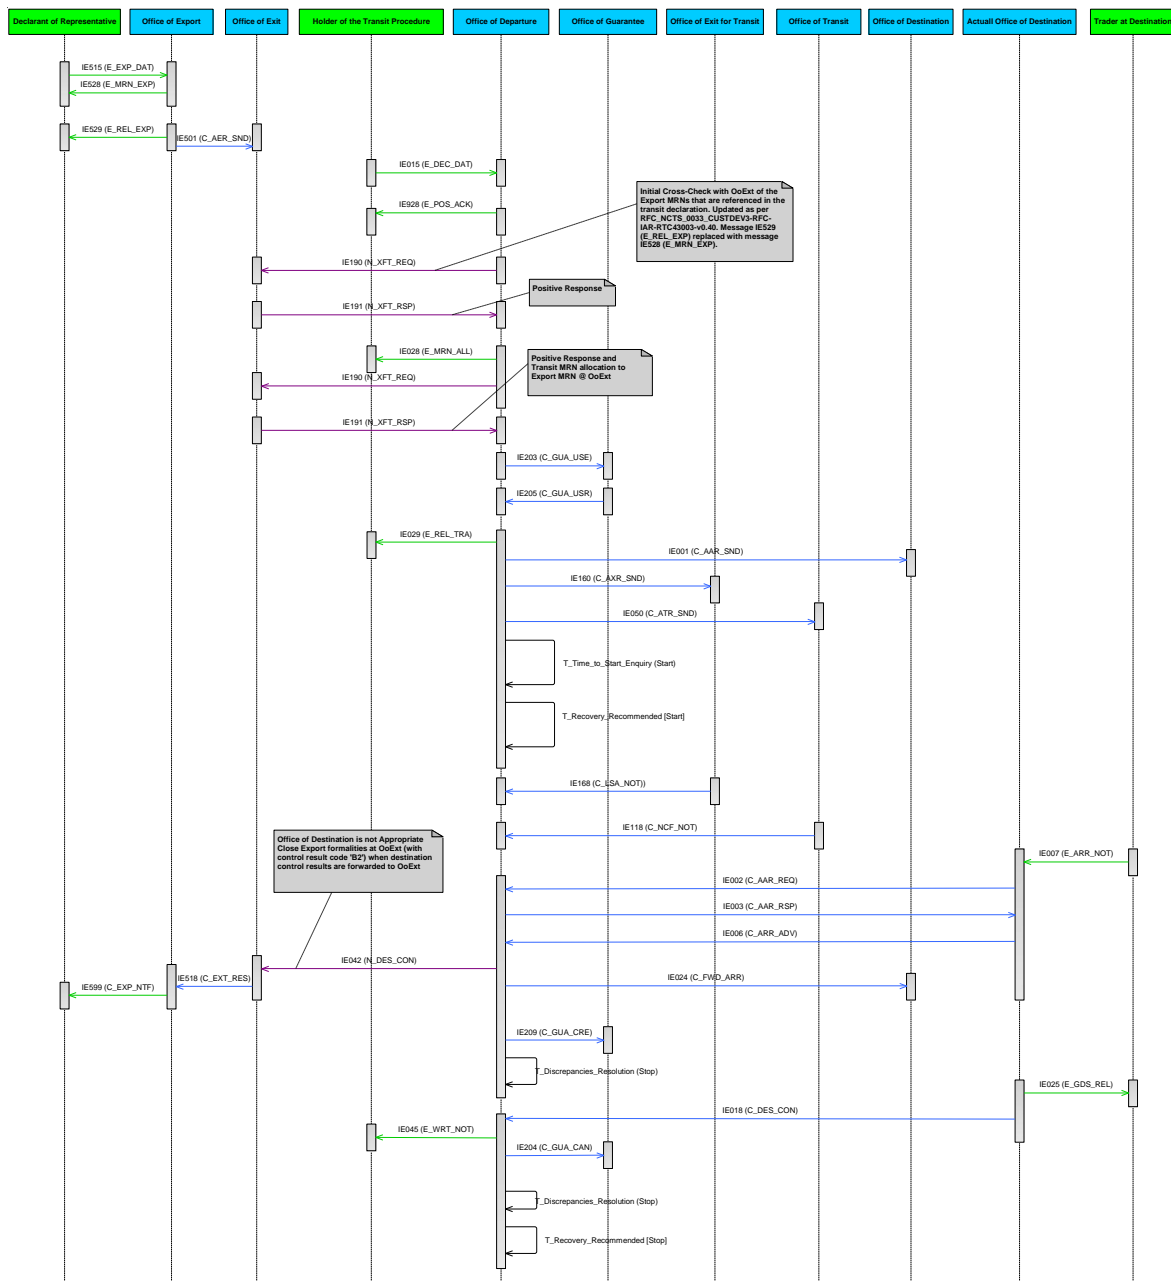 Declarant of Representative
Office of Export
Office of Exit
Holder of the Transit Procedure
Office of Departure
Office of Guarantee
Office of Exit for Transit
Office of Transit
Office of Destination
Actuall Office of Destination
Trader at Destination
IE515 (E_EXP_DAT)
IE528 (E_MRN_EXP)
IE529 (E_REL_EXP)
IE501 (C_AER_SND)
IE015 (E_DEC_DAT)
Initial Cross-Check with OoExt of the
Export MRNs that are referenced in the
transit declaration. Updated as per
RFC_NCTS_0033_CUSTDEV3-RFC-
IAR-RTC43003-v0.40. Message IE529
(E_REL_EXP) replaced with message
IE528 (E_MRN_EXP).
IE928 (E_POS_ACK)
IE190 (N_XFT_REQ)
Positive Response
IE191 (N_XFT_RSP)
IE028 (E_MRN_ALL)
Positive Response and
Transit MRN allocation to
Export MRN @ OoExt
IE190 (N_XFT_REQ)
IE191 (N_XFT_RSP)
IE203 (C_GUA_USE)
IE205 (C_GUA_USR)
IE029 (E_REL_TRA)
IE001 (C_AAR_SND)
IE160 (C_AXR_SND)
IE050 (C_ATR_SND)
T_Time_to_Start_Enquiry (Start)
T_Recovery_Recommended [Start]
IE168 (C_LSA_NOT))
IE118 (C_NCF_NOT)
Office of Destination is not Appropriate
Close Export formalities at OoExt (with
control result code 'B2') when destination
control results are forwarded to OoExt
IE007 (E_ARR_NOT)
IE002 (C_AAR_REQ)
IE003 (C_AAR_RSP)
IE006 (C_ARR_ADV)
IE042 (N_DES_CON)
IE518 (C_EXT_RES)
IE024 (C_FWD_ARR)
IE599 (C_EXP_NTF)
IE209 (C_GUA_CRE)
T_Discrepancies_Resolution (Stop)
IE025 (E_GDS_REL)
IE018 (C_DES_CON)
IE045 (E_WRT_NOT)
IE204 (C_GUA_CAN)
T_Discrepancies_Resolution (Stop)
T_Recovery_Recommended [Stop]